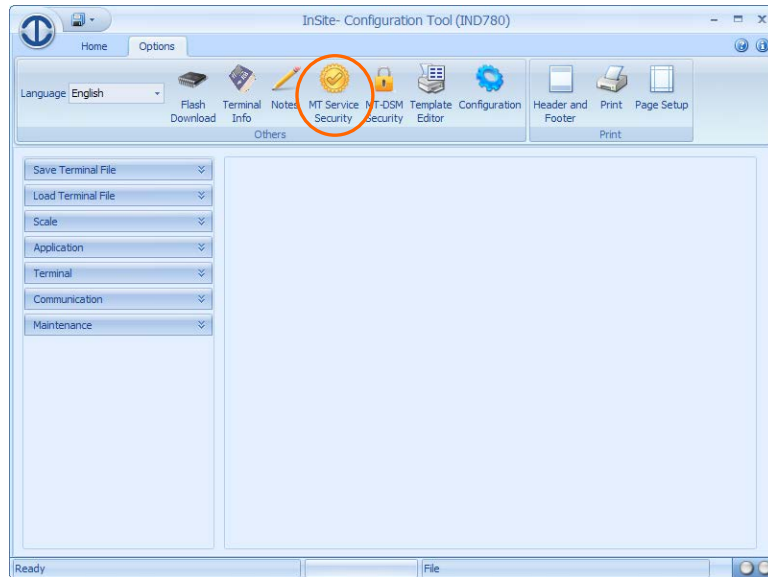 InSite- Configuration Tool (IND780)
Home Options
Language English
Flash Download
Terminal Info
Notes
MT Service Security
MT-DSM Security
Template Editor
Configuration
Header and Footer
Print
Page Setup
Others
Print
Save Terminal File
Load Terminal File
Scale
Application
Terminal
Communication
Maintenance
Ready
File